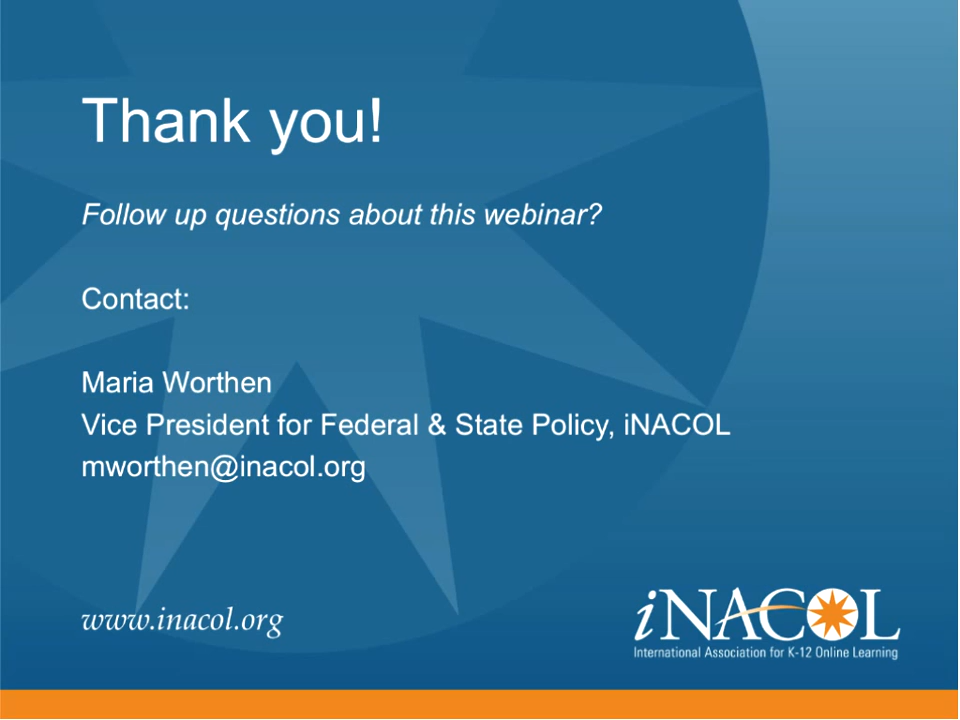 Thank you!
Follow up questions about this webinar?
Contact:
Maria Worthen
Vice President for Federal & State Policy, iNACOL
mworthen@inacol.org
www.inacol.org
iNACOL
International Association for K-12 Online Learning